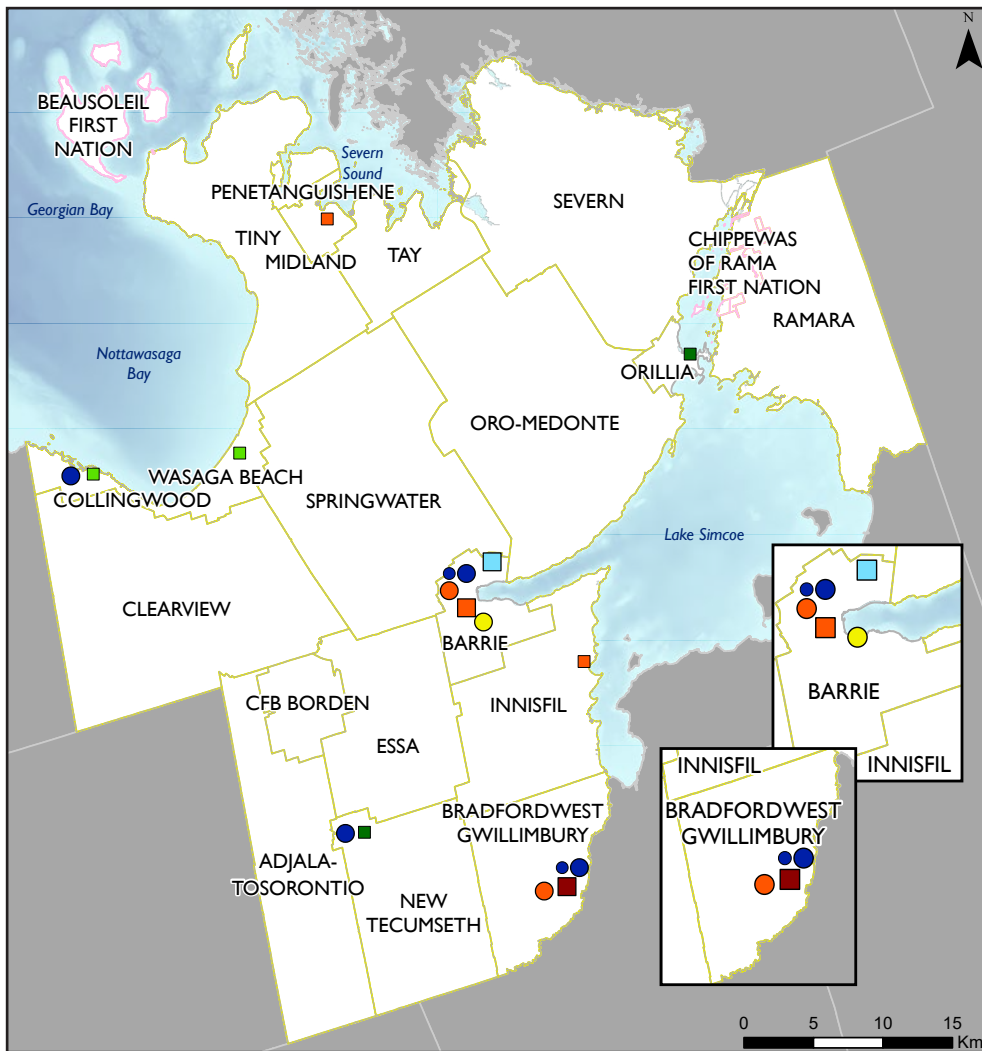 N
BEAUSOLEIL
FIRST
NATION
Severn
Sound
PENETANGUISHENE
SEVERN
Georgian Bay
TINY
MIDLAND
TAY
CHIPPEWAS
OF RAMA
FIRST NATION
RAMARA
Nottawasaga
Bay
ORILLIA
ORO-MEDONTE
WASAGA BEACH
COLLINGWOOD
SPRINGWATER
Lake Simcoe
CLEARVIEW
BARRIE
CFB BORDEN
INNISFIL
ESSA
BARRIE
INNISFIL
INNISFIL
BRADFORDWEST
GWILLIMBURY
BRADFORDWEST
GWILLIMBURY
ADJALA-
TOSORONTIO
NEW
TECUMSETH
0 5 10 15
Km